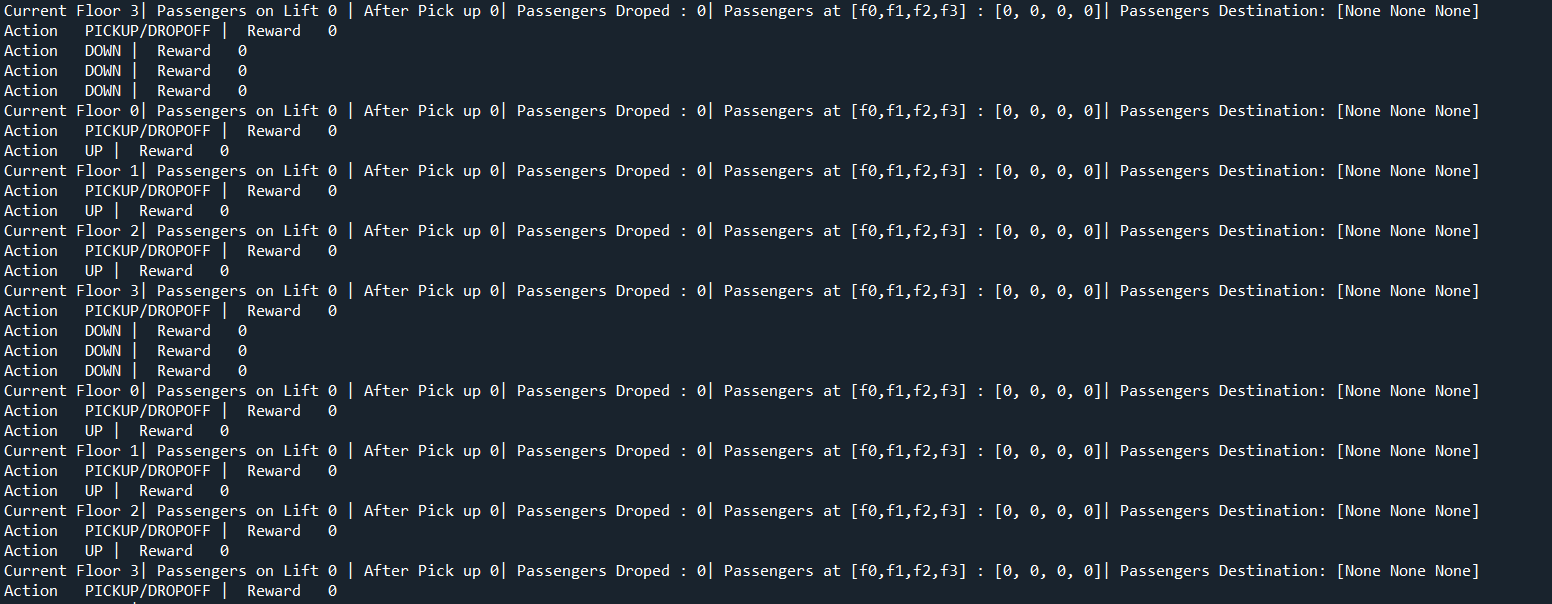 Current Floor 3| Passengers on Lift 0 | After Pick up 0| Passengers Droped : 0| Passengers at [f0,f1,f2,f3] : [0, 0, 0, 0]| Passengers Destination: [None None None]
Action   PICKUP/DROPOFF |  Reward   0
Action   DOWN |  Reward   0
Action   DOWN |  Reward   0
Action   DOWN |  Reward   0
Current Floor 0| Passengers on Lift 0 | After Pick up 0| Passengers Droped : 0| Passengers at [f0,f1,f2,f3] : [0, 0, 0, 0]| Passengers Destination: [None None None]
Action   PICKUP/DROPOFF |  Reward   0
Action   UP |  Reward   0
Current Floor 1| Passengers on Lift 0 | After Pick up 0| Passengers Droped : 0| Passengers at [f0,f1,f2,f3] : [0, 0, 0, 0]| Passengers Destination: [None None None]
Action   PICKUP/DROPOFF |  Reward   0
Action   UP |  Reward   0
Current Floor 2| Passengers on Lift 0 | After Pick up 0| Passengers Droped : 0| Passengers at [f0,f1,f2,f3] : [0, 0, 0, 0]| Passengers Destination: [None None None]
Action   PICKUP/DROPOFF |  Reward   0
Action   UP |  Reward   0
Current Floor 3| Passengers on Lift 0 | After Pick up 0| Passengers Droped : 0| Passengers at [f0,f1,f2,f3] : [0, 0, 0, 0]| Passengers Destination: [None None None]
Action   PICKUP/DROPOFF |  Reward   0
Action   DOWN |  Reward   0
Action   DOWN |  Reward   0
Action   DOWN |  Reward   0
Current Floor 0| Passengers on Lift 0 | After Pick up 0| Passengers Droped : 0| Passengers at [f0,f1,f2,f3] : [0, 0, 0, 0]| Passengers Destination: [None None None]
Action   PICKUP/DROPOFF |  Reward   0
Action   UP |  Reward   0
Current Floor 1| Passengers on Lift 0 | After Pick up 0| Passengers Droped : 0| Passengers at [f0,f1,f2,f3] : [0, 0, 0, 0]| Passengers Destination: [None None None]
Action   PICKUP/DROPOFF |  Reward   0
Action   UP |  Reward   0
Current Floor 2| Passengers on Lift 0 | After Pick up 0| Passengers Droped : 0| Passengers at [f0,f1,f2,f3] : [0, 0, 0, 0]| Passengers Destination: [None None None]
Action   PICKUP/DROPOFF |  Reward   0
Action   UP |  Reward   0
Current Floor 3| Passengers on Lift 0 | After Pick up 0| Passengers Droped : 0| Passengers at [f0,f1,f2,f3] : [0, 0, 0, 0]| Passengers Destination: [None None None]
Action   PICKUP/DROPOFF |  Reward   0